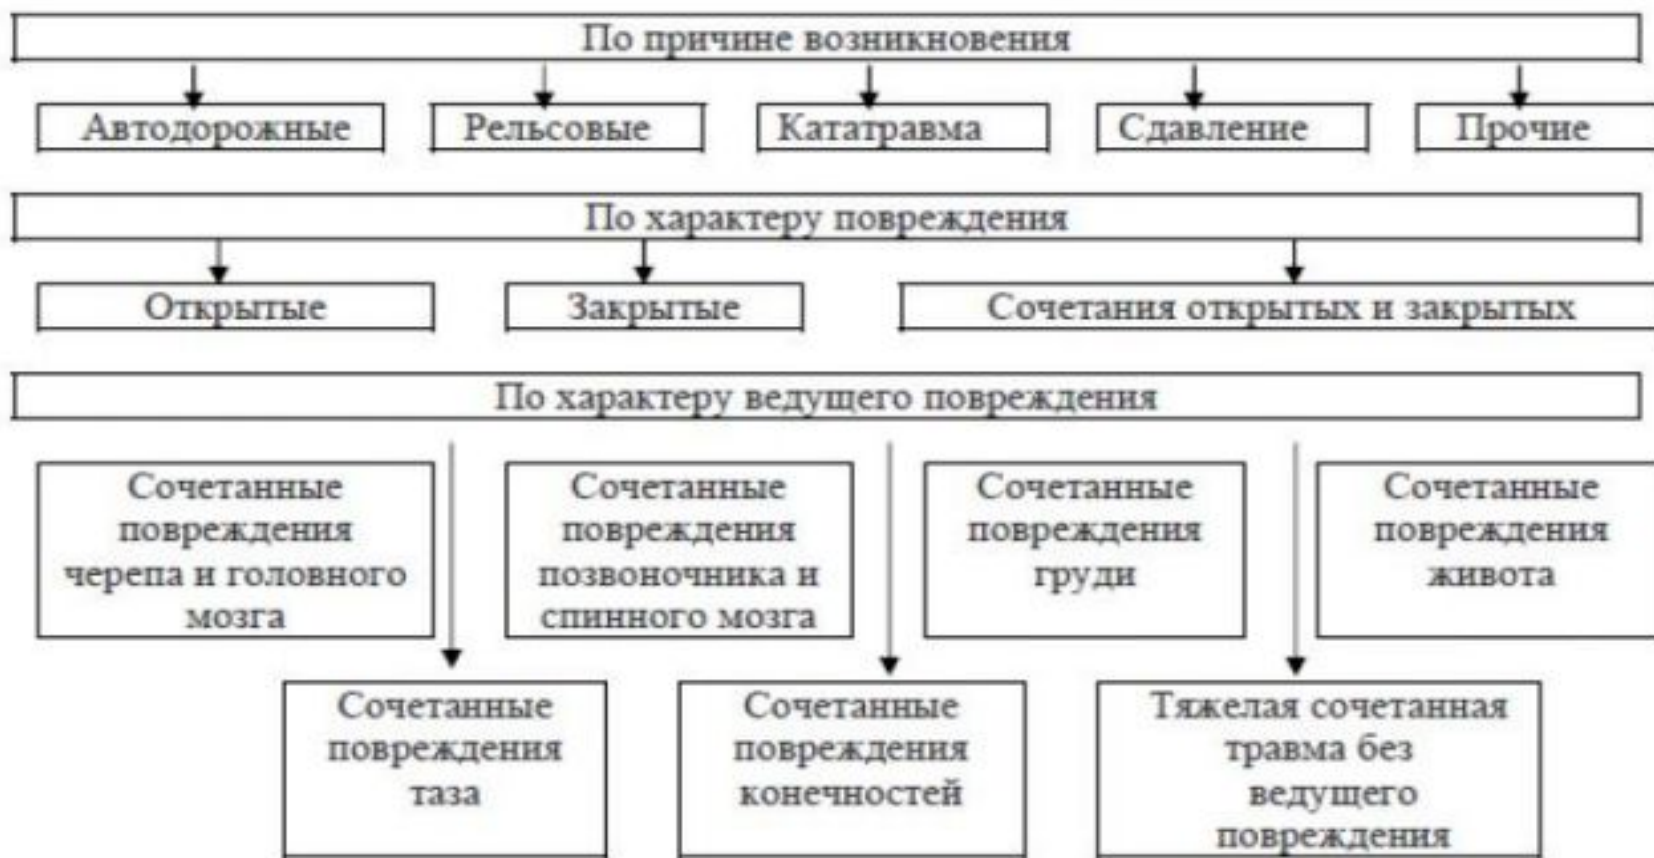 По причине возникновения
Автодорожные Рельсовые Кататравма Сдавление Прочие
По характеру повреждения
Открытые Закрытые Сочетания открытых и закрытых
По характеру ведущего повреждения
Сочетанные
повреждения
черепа и головного
мозга
Сочетанные
повреждения
позвоночника и
спинного мозга
Сочетанные
повреждения
груди
Сочетанные
повреждения
живота
Сочетанные
повреждения
таза
Сочетанные
повреждения
конечностей
Тяжелая сочетанная
травма без
ведущего
повреждения